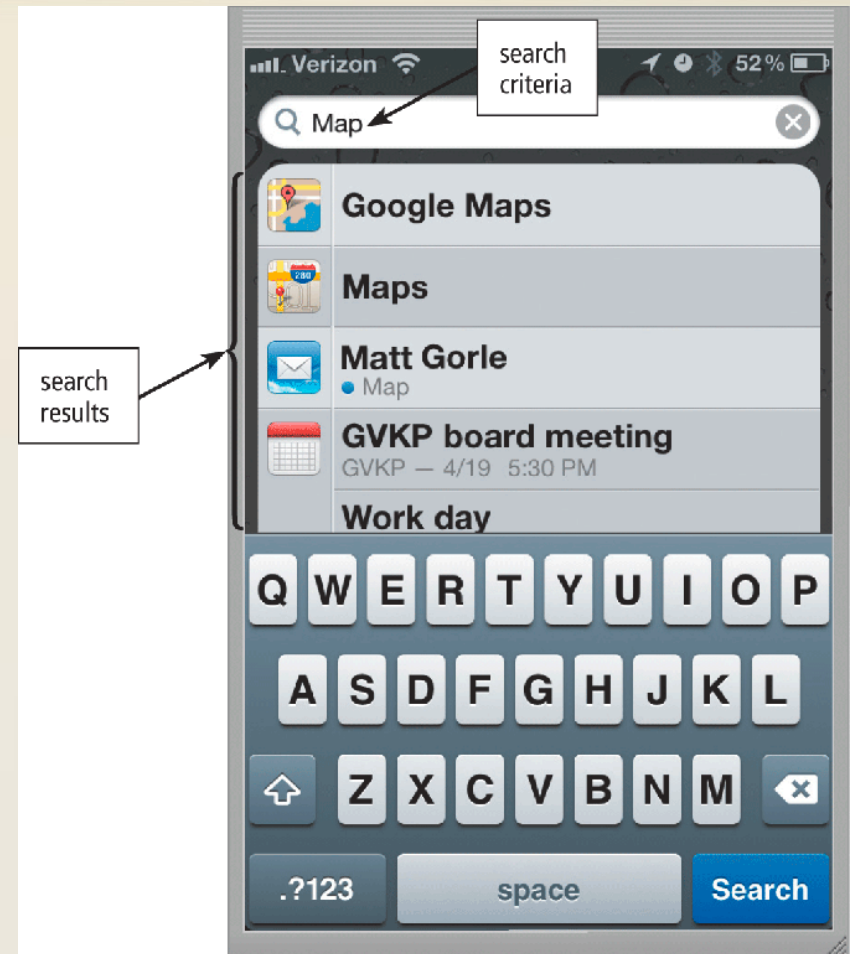 search
criteria
Verizon 52%
Map
Google Maps
280
Maps
Matt Gorle
Map
GVKP board meeting
GVKP — 4/19 5:30 PM
Work day
search
results
Q W E R T Y U I O P
A S D F G H J K L
Z X C V B N M
.?123 space Search